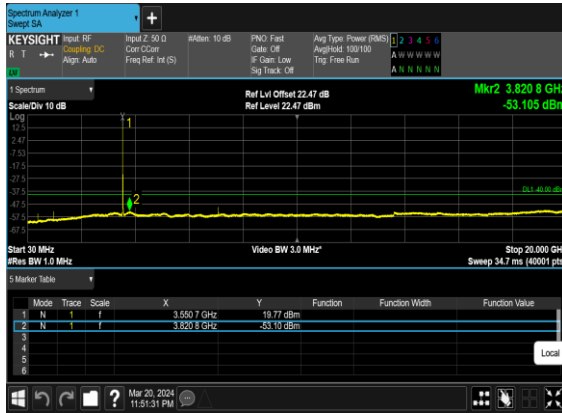 Spectrum Analyzer 1
Swept SA
+
KEYSIGHT Input: RF Input Z: 50 Ω #Atten: 10 dB PNO: Fast Avg Type: Power (RMS) 1 2 3 4 5 6
R T Coupling: DC Corr CCorr Gate: Off Avg|Hold: 100/100 A W W W W W
Align: Auto Freq Ref: Int (S) IF Gain: Low Trig: Free Run
Sig Track: Off A N N N N N
1 Spectrum Ref Lvl Offset 22.47 dB Mkr2 3.820 8 GHz
Scale/Div 10 dB Ref Level 22.47 dBm -53.105 dBm
Log
12.5
2.47
-7.53
-17.5
-27.5
-37.5
-47.5
-57.5
-67.5
1
2
DL1 -40.00 dBm
Start 30 MHz Video BW 3.0 MHz* Stop 20.000 GHz
#Res BW 1.0 MHz Sweep 34.7 ms (40001 pts)
5 Marker Table
Mode Trace Scale X Y Function Function Width Function Value
1 N 1 f 3.550 7 GHz 19.77 dBm
2 N 1 f 3.820 8 GHz -53.10 dBm
3
4
5
6
Local
? Mar 20, 2024
11:51:31 PM